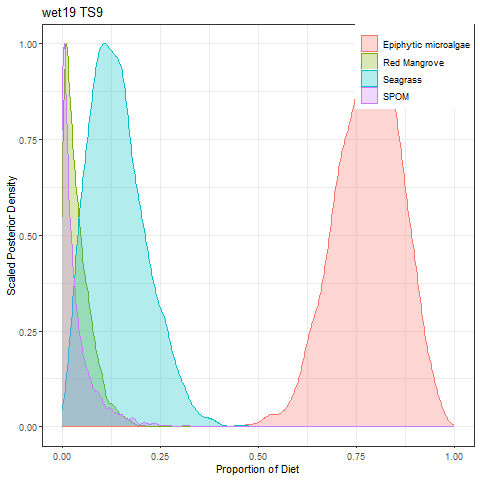 wet19 TS9
Epiphytic microalgae
Red Mangrove
Seagrass
SPOM
Scaled Posterior Density
1.00
0.75
0.50
0.25
0.00
0.00 0.25 0.50 0.75 1.00
Proportion of Diet